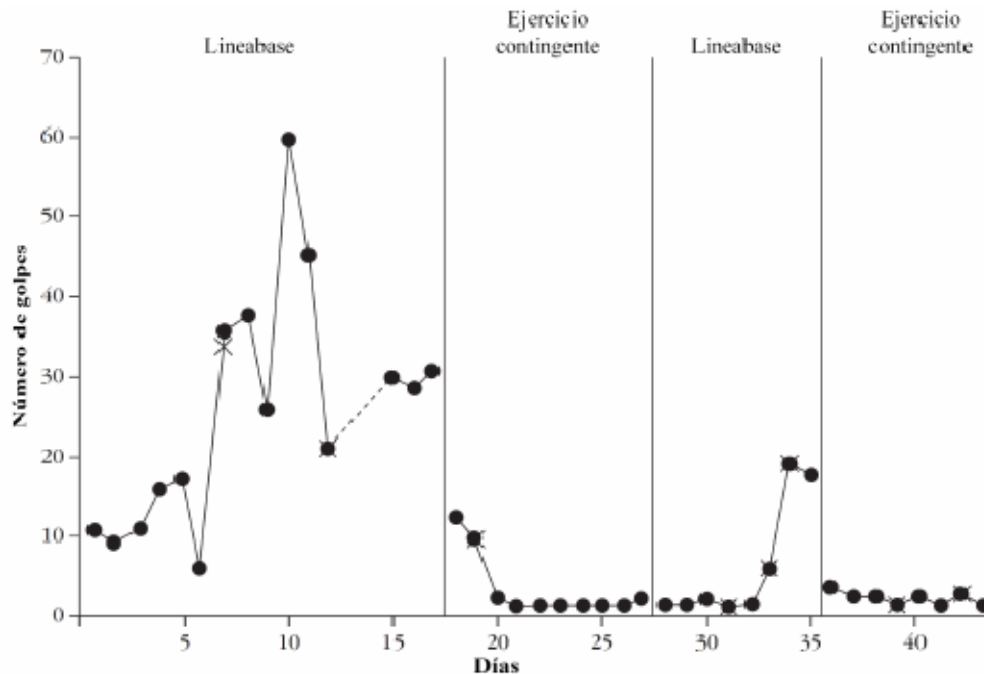 Lineabase
Ejercicio
contingente
Lineabase
Ejercicio
contingente
Número de golpes
70
60
50
40
30
20
10
0
5
10
15
20
25
30
35
40
Días